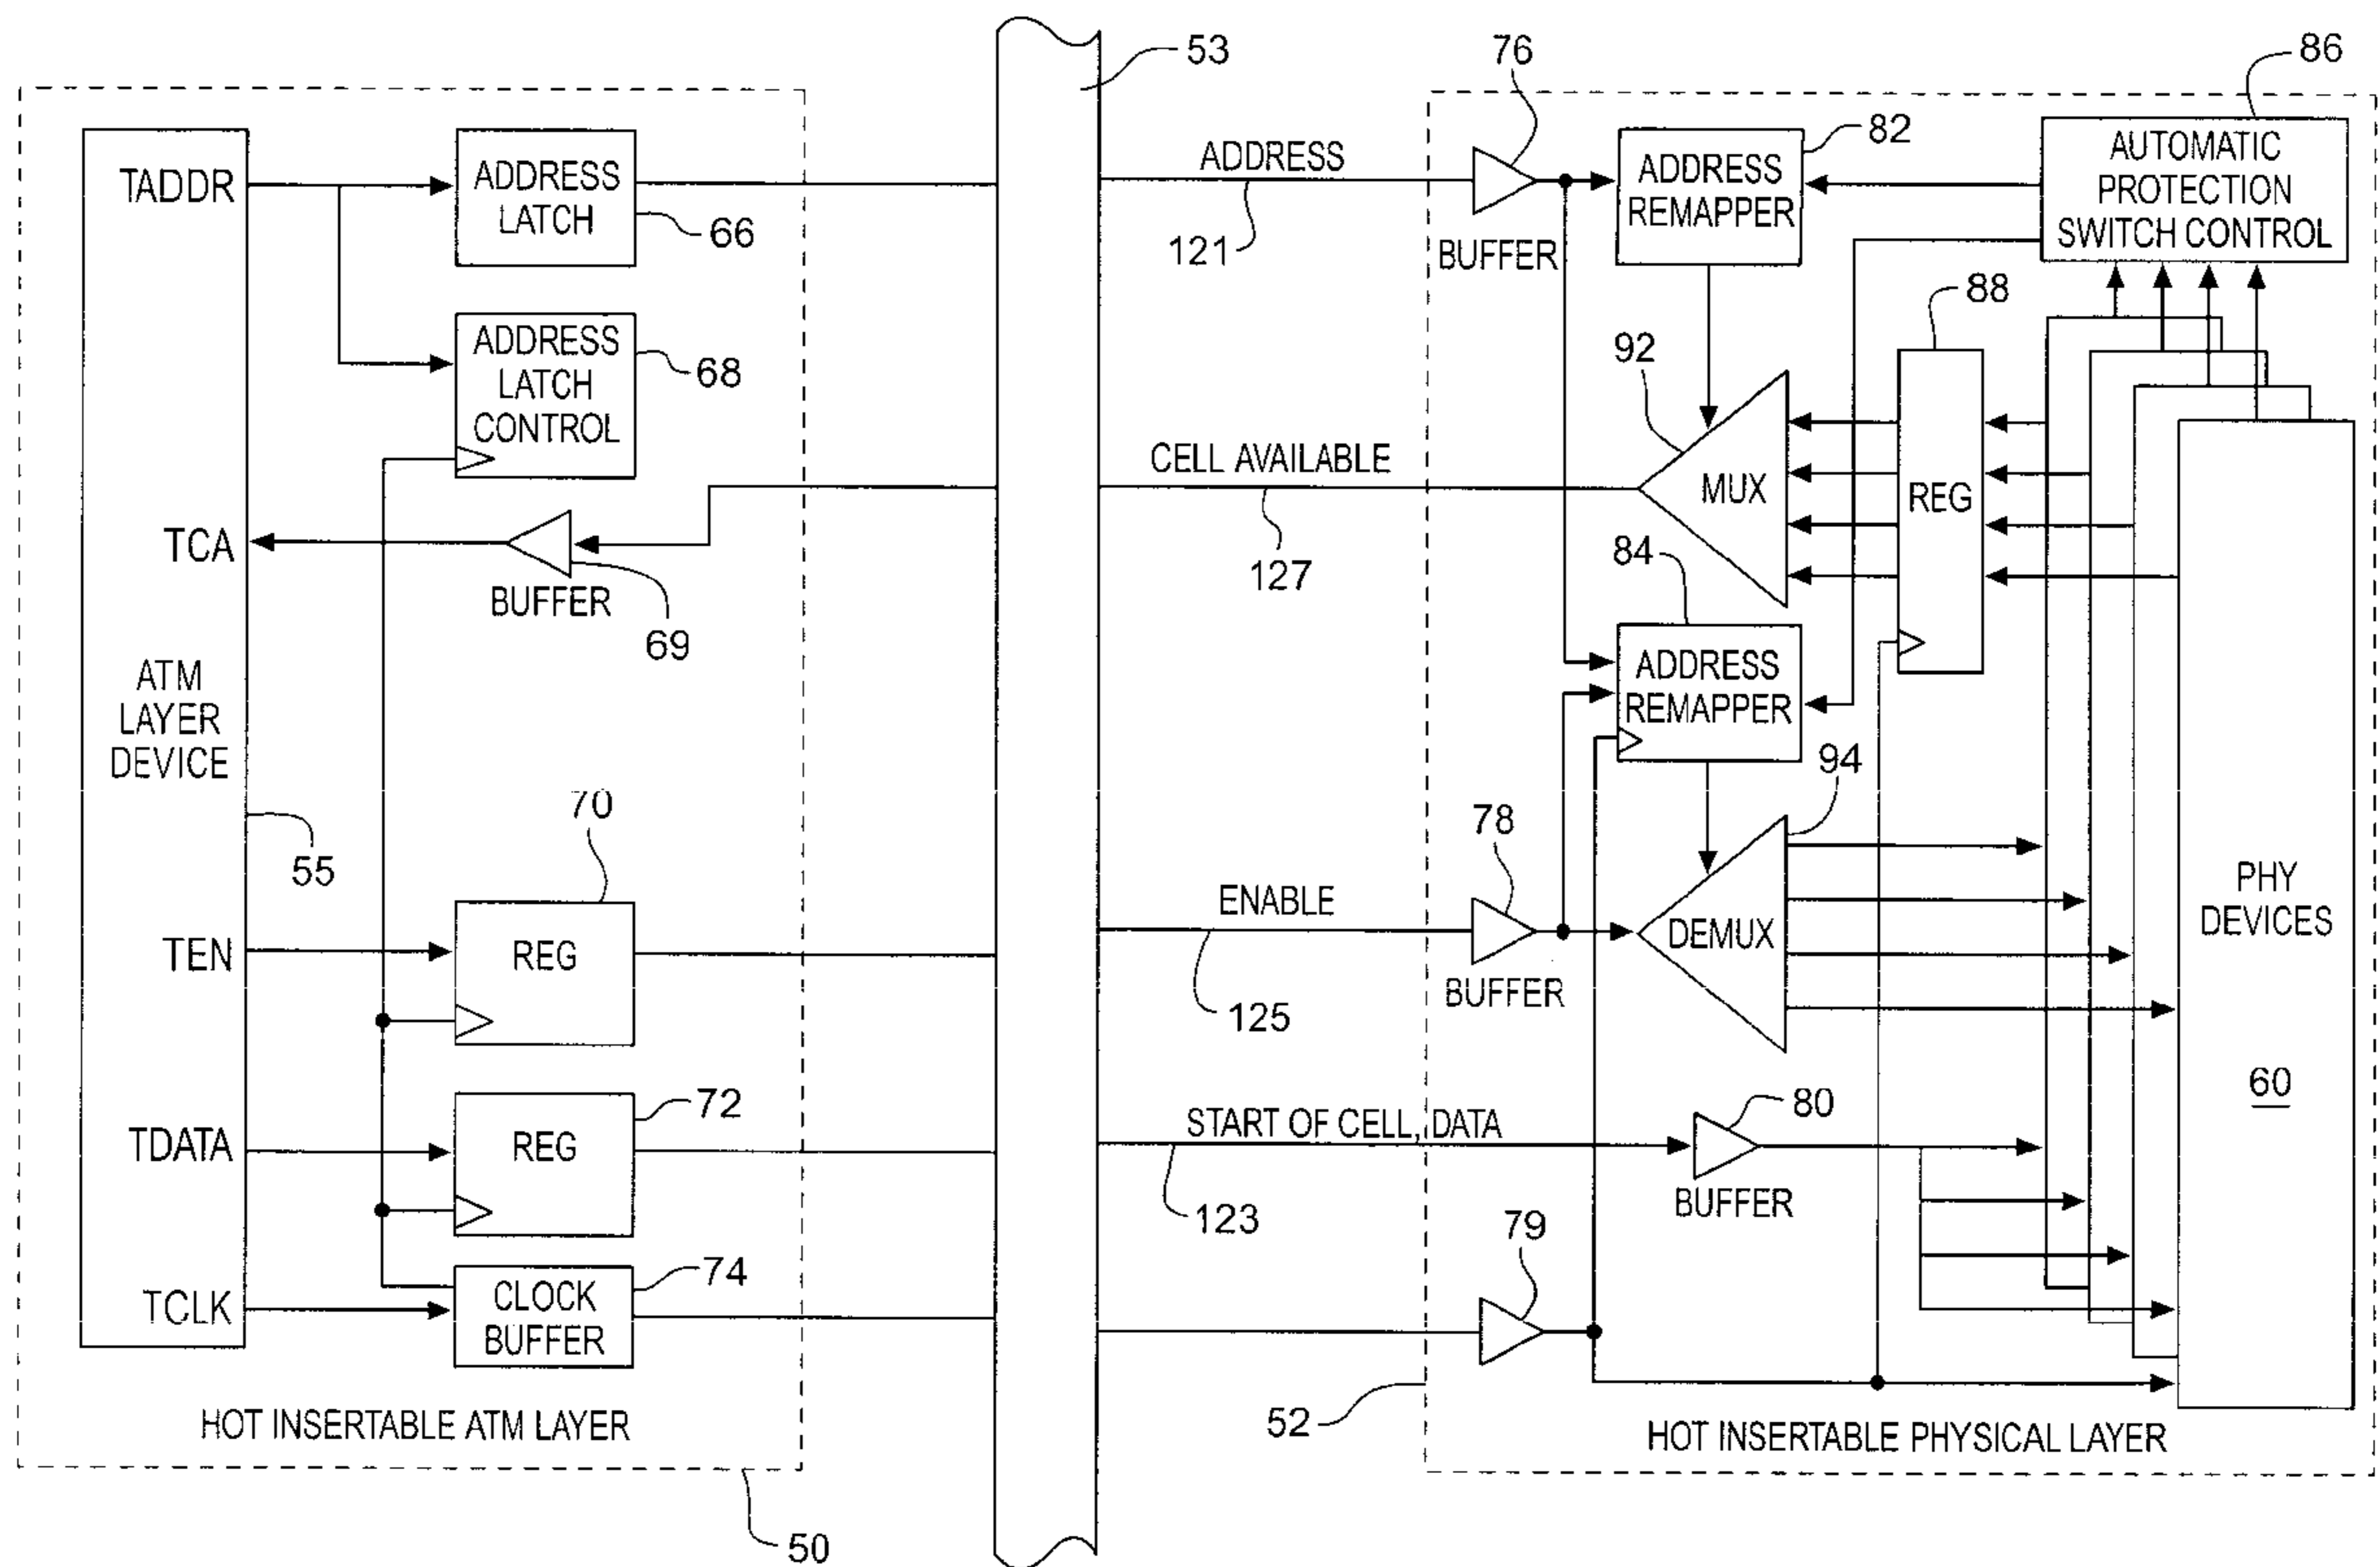 53
76
86
82
TADDR
ADDRESS
LATCH
66
ADDRESS
121
BUFFER
ADDRESS
REMAPPER
AUTOMATIC
PROTECTION
SWITCH CONTROL
ADDRESS
LATCH
CONTROL
68
88
92
TCA
BUFFER
69
CELL AVAILABLE
127
MUX
REG
84
ADDRESS
REMAPPER
ATM
LAYER
DEVICE
55
70
78
94
TEN
REG
ENABLE
125
BUFFER
DEMUX
PHY
DEVICES
60
TDATA
REG
72
START OF CELL, DATA
123
80
BUFFER
TCLK
CLOCK
BUFFER
74
79
HOT INSERTABLE ATM LAYER
50
52
HOT INSERTABLE PHYSICAL LAYER